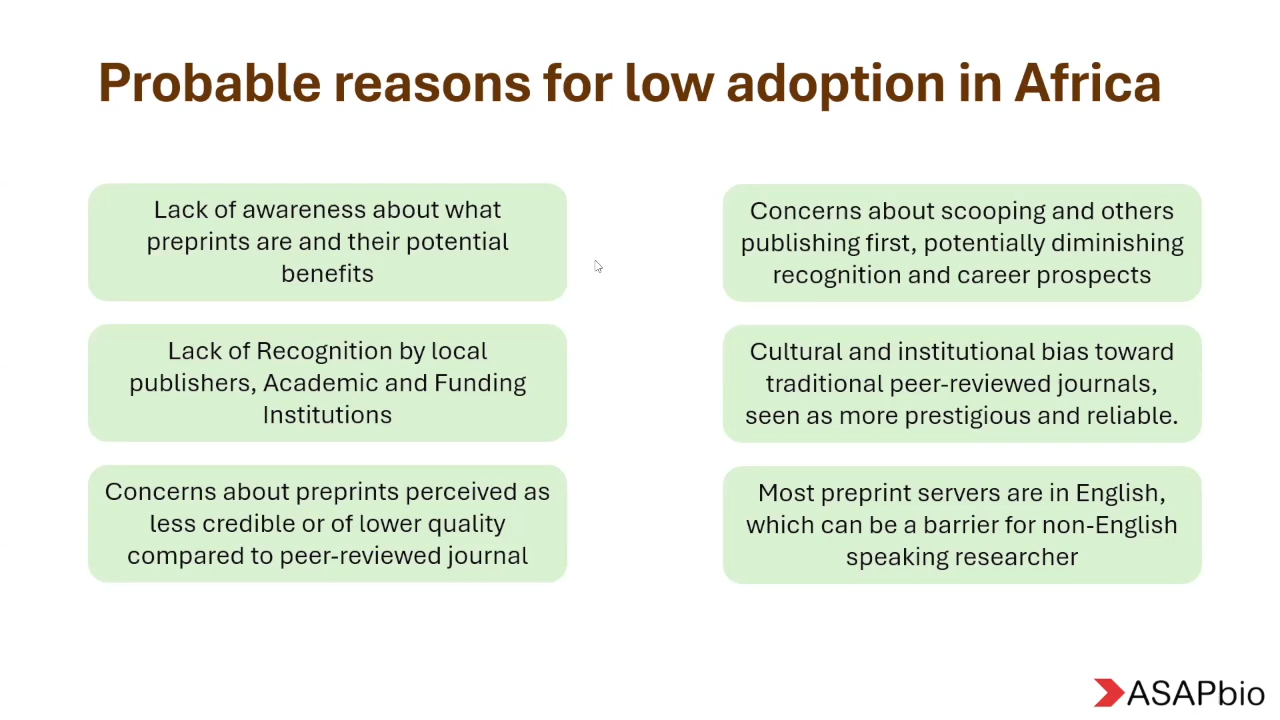 Probable reasons for low adoption in Africa
Lack of awareness about what
preprints are and their potential
benefits
Lack of Recognition by local
publishers, Academic and Funding
Institutions
Concerns about preprints perceived as
less credible or of lower quality
compared to peer-reviewed journal
Concerns about scooping and others
publishing first, potentially diminishing
recognition and career prospects
Cultural and institutional bias toward
traditional peer-reviewed journals,
seen as more prestigious and reliable.
Most preprint servers are in English,
which can be a barrier for non-English
speaking researcher
ASAPbio